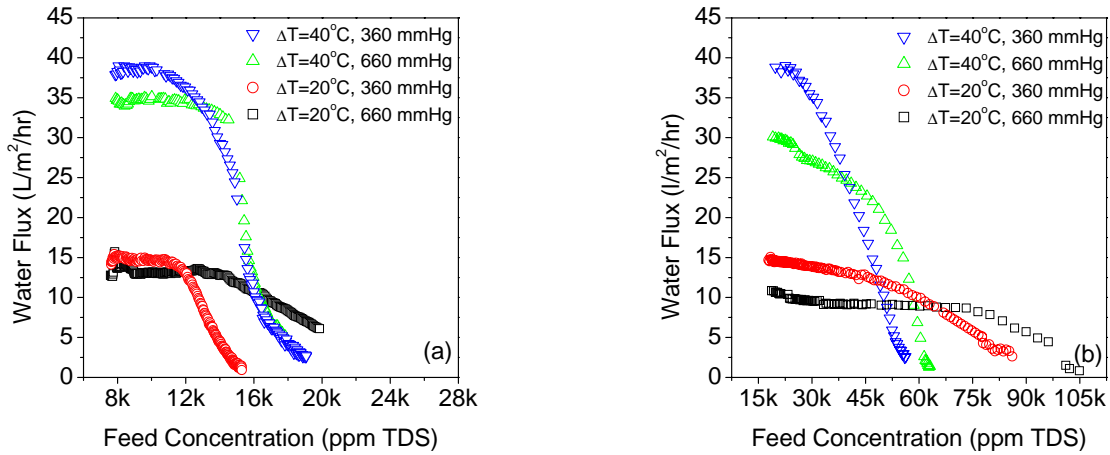 45
40
35
30
25
20
15
10
5
0
Water Flux (L/m²/hr)
ΔT=40°C, 360 mmHg
ΔT=40°C, 660 mmHg
ΔT=20°C, 360 mmHg
ΔT=20°C, 660 mmHg
(a)
8k 12k 16k 20k 24k 28k
Feed Concentration (ppm TDS)
45
40
35
30
25
20
15
10
5
0
Water Flux (l/m²/hr)
ΔT=40°C, 360 mmHg
ΔT=40°C, 660 mmHg
ΔT=20°C, 360 mmHg
ΔT=20°C, 660 mmHg
(b)
15k 30k 45k 60k 75k 90k 105k
Feed Concentration (ppm TDS)